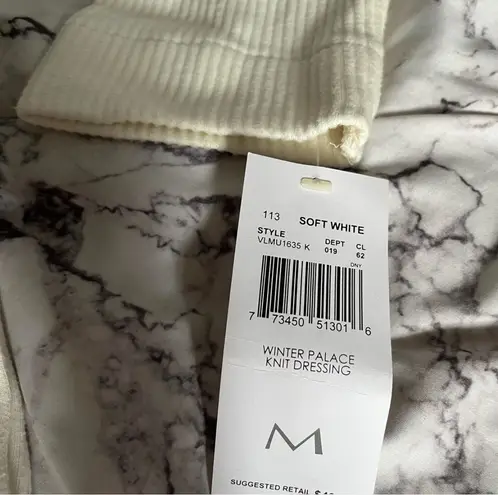 113 SOFT WHITE
STYLE DEPT CL
VLMU1635 K 019 62
DNY
7 73450 51301 6
WINTER PALACE
KNIT DRESSING
M
SUGGESTED RETAIL